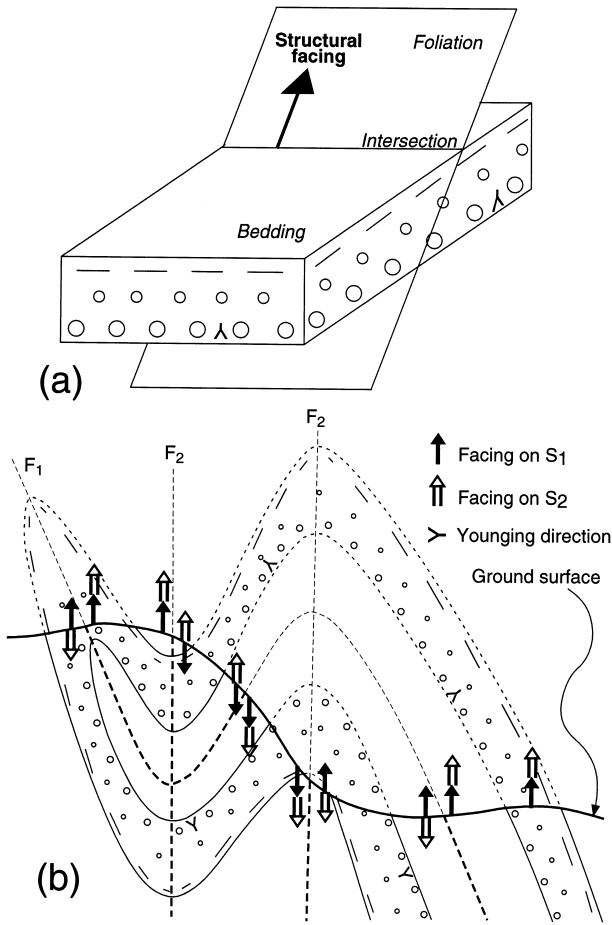 Structural
facing
Foliation
Intersection
Bedding
Y
Y
(a)
F2
F1
F2
Facing on S1
Facing on S2
Younging direction
Ground surface
Y
Y
Y
Y
(b)